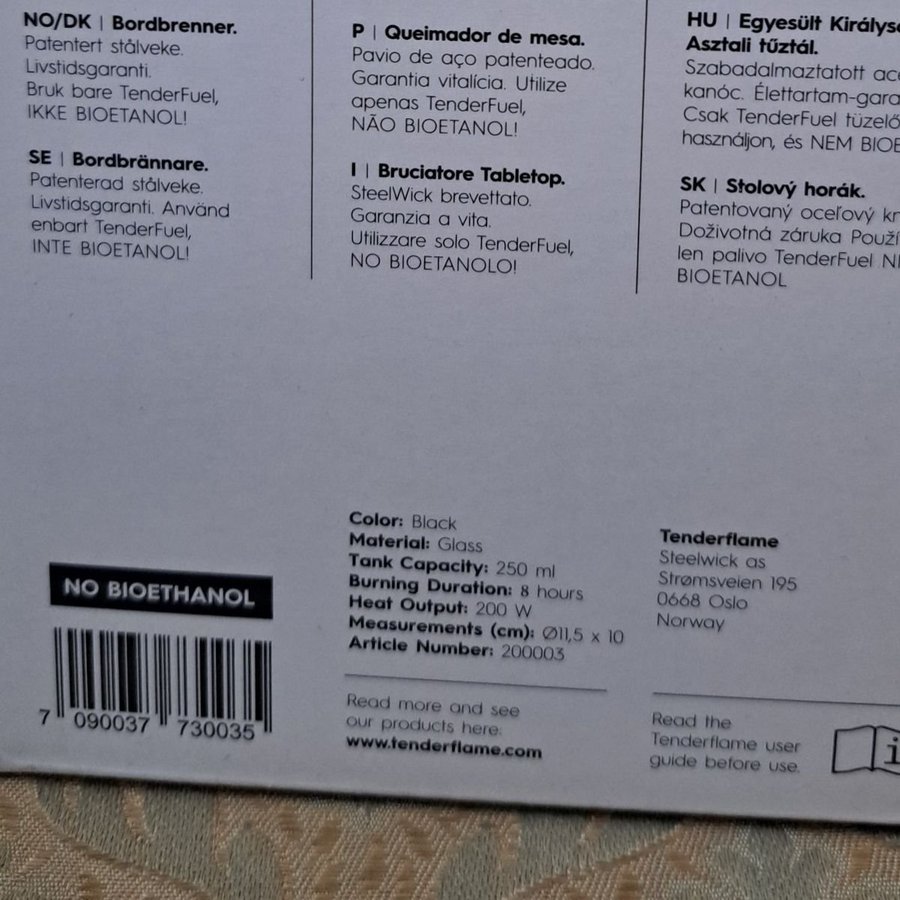 NO/DK | Bordbrenner.
Patentert stålveke.
Livstidsgaranti.
Bruk bare TenderFuel,
IKKE BIOETANOL!
SE | Bordbrännare.
Patenterad stålveke.
Livstidsgaranti. Använd
enbart TenderFuel,
INTE BIOETANOL!
P | Queimador de mesa.
Pavio de aço patenteado.
Garantia vitalícia. Utilize
apenas TenderFuel,
NÃO BIOETANOL!
I | Bruciatore Tabletop.
SteelWick brevettato.
Garanzia a vita.
Utilizzare solo TenderFuel,
NO BIOETANOLO!
HU | Egyesült
Asztali tűztál.
Szabadalmaztatott
kanóc.
Csak TenderFuel
használjon, és NEM
SK | Stolový horák.
Patentovaný oceľový
Doživotná záruka
len palivo TenderFuel
BIOETANOL
NO BIOETHANOL
7 090037 730035
Color: Black
Material: Glass
Tank Capacity: 250 ml
Burning Duration: 8 hours
Heat Output: 200 W
Measurements (cm): Ø11,5 x 10
Article Number: 200003
Read more and see
our products here:
www.tenderflame.com
Tenderflame
Steelwick as
Strømsveien 195
0668 Oslo
Norway
Read the
Tenderflame user
guide before use.
i